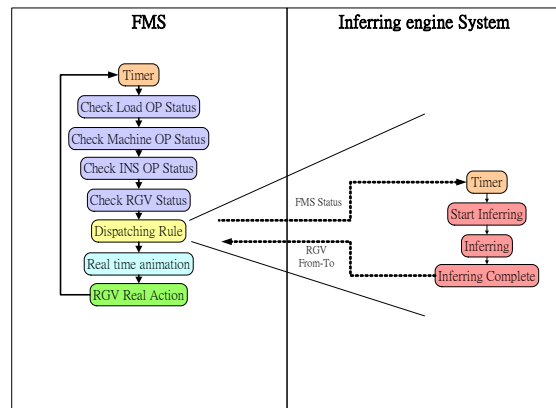 FMS
Timer
Check Load OP Status
Check Machine OP Status
Check INS OP Status
Check RGV Status
Dispatching Rule
Real time animation
RGV Real Action
Inferring engine System
FMS Status
RGV
From-To
Timer
Start Inferring
Inferring
Inferring Complete